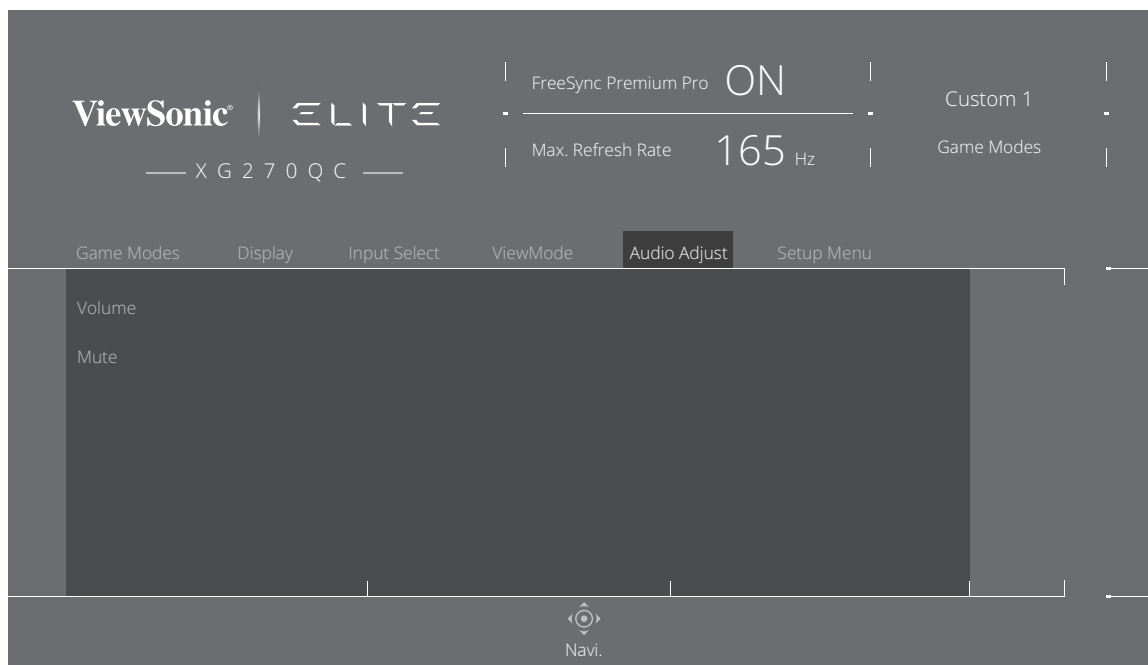 ViewSonic® ELITE
XG270QC
FreeSync Premium Pro ON
Max. Refresh Rate 165 Hz
Custom 1
Game Modes
Game Modes Display Input Select ViewMode Audio Adjust Setup Menu
Volume
Mute
Navi.